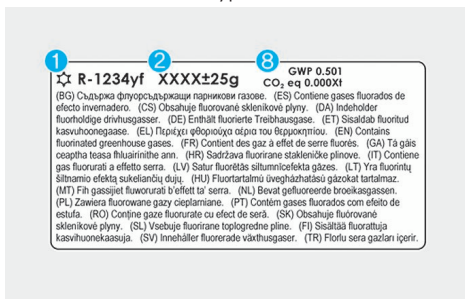 1 2 8
R-1234yf XXXX±25g GWP 0.501
CO₂ eq 0.000Xt
(BG) Съдържа флуорсъдържащи парникови газове. (ES) Contiene gases fluorados de
efecto invernadero. (CS) Obsahuje fluorované sklenikové plyny. (DA) Indeholder
fluorholdige drivhusgasser. (DE) Enthält fluorierte Treibhausgase. (ET) Sisaldab fluoritud
kasvuhoonegaase. (EL) Περιέχει φθοριούχα αέρια του θερμοκηπίου. (EN) Contains
fluorinated greenhouse gases. (FR) Contient des gaz à effet de serre fluorés. (GA) Tá gáis
ceaptha teasa fhluairinithe ann. (HR) Sadržava fluorirane stakleničke plinove. (IT) Contiene
gas fluorurati a effetto serra. (LV) Satur fluorētās siltumnīcefekta gāzes. (LT) Yra fluorintų
šiltnamio efektą sukeliančių dujų. (HU) Fluortartalmú üvegházhatású gázokat tartalmaz.
(MT) Fih gassijiet fluworurati b'effett ta' serra. (NL) Bevat gefluoreerde broeikasgassen.
(PL) Zawiera fluorowane gazy cieplarniane. (PT) Contém gases fluorados com efeito de
estufa. (RO) Conține gaze fluorurate cu efect de seră. (SK) Obsahuje fluórované
sklenikové plyny. (SL) Vsebuje fluorirane toplogredne pline. (FI) Sisältää fluorattuja
kasvihuonekaasuja. (SV) Innehåller fluorerade växthusgaser. (TR) Florlu sera gazları içerir.